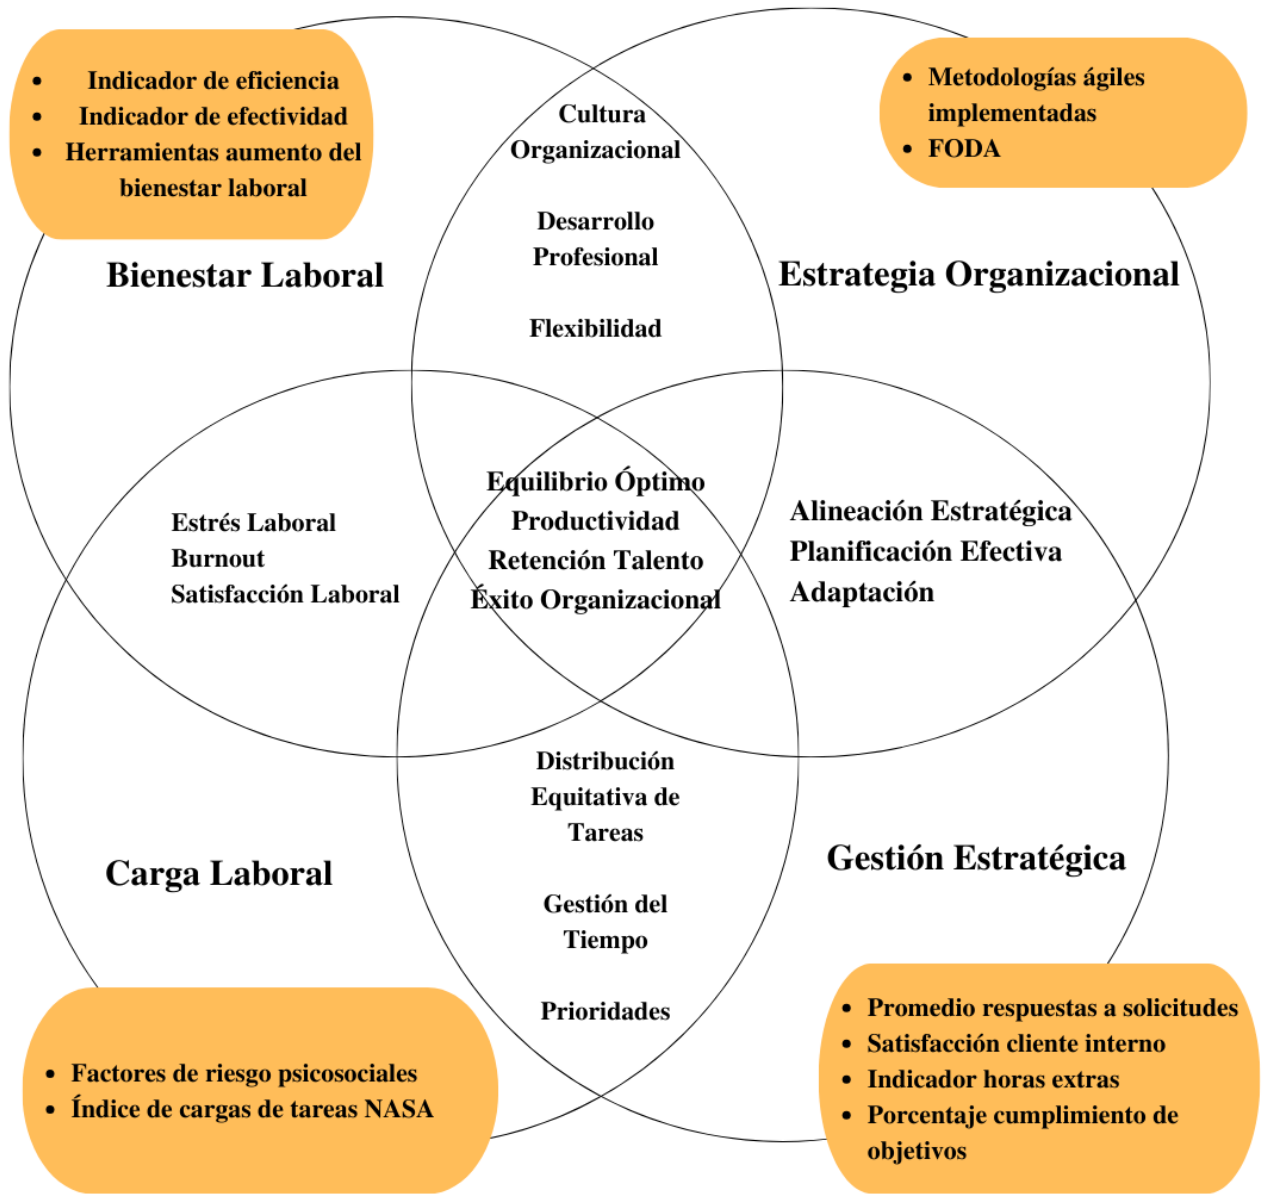 • Indicador de eficiencia
• Indicador de efectividad
• Herramientas aumento del
bienestar laboral
• Metodologías ágiles
implementadas
• FODA
Cultura
Organizacional
Desarrollo
Profesional
Flexibilidad
Bienestar Laboral
Estrategia Organizacional
Estrés Laboral
Burnout
Satisfacción Laboral
Equilibrio Óptimo
Productividad
Retención Talento
Éxito Organizacional
Alineación Estratégica
Planificación Efectiva
Adaptación
Distribución
Equitativa de
Tareas
Gestión del
Tiempo
Prioridades
Carga Laboral
Gestión Estratégica
• Factores de riesgo psicosociales
• Índice de cargas de tareas NASA
• Promedio respuestas a solicitudes
• Satisfacción cliente interno
• Indicador horas extras
• Porcentaje cumplimiento de
objetivos